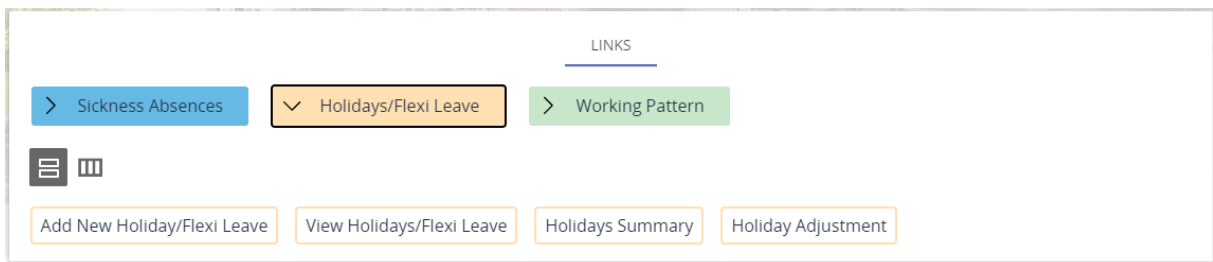 LINKS
Sickness Absences Holidays/Flexi Leave Working Pattern
Add New Holiday/Flexi Leave View Holidays/Flexi Leave Holidays Summary Holiday Adjustment